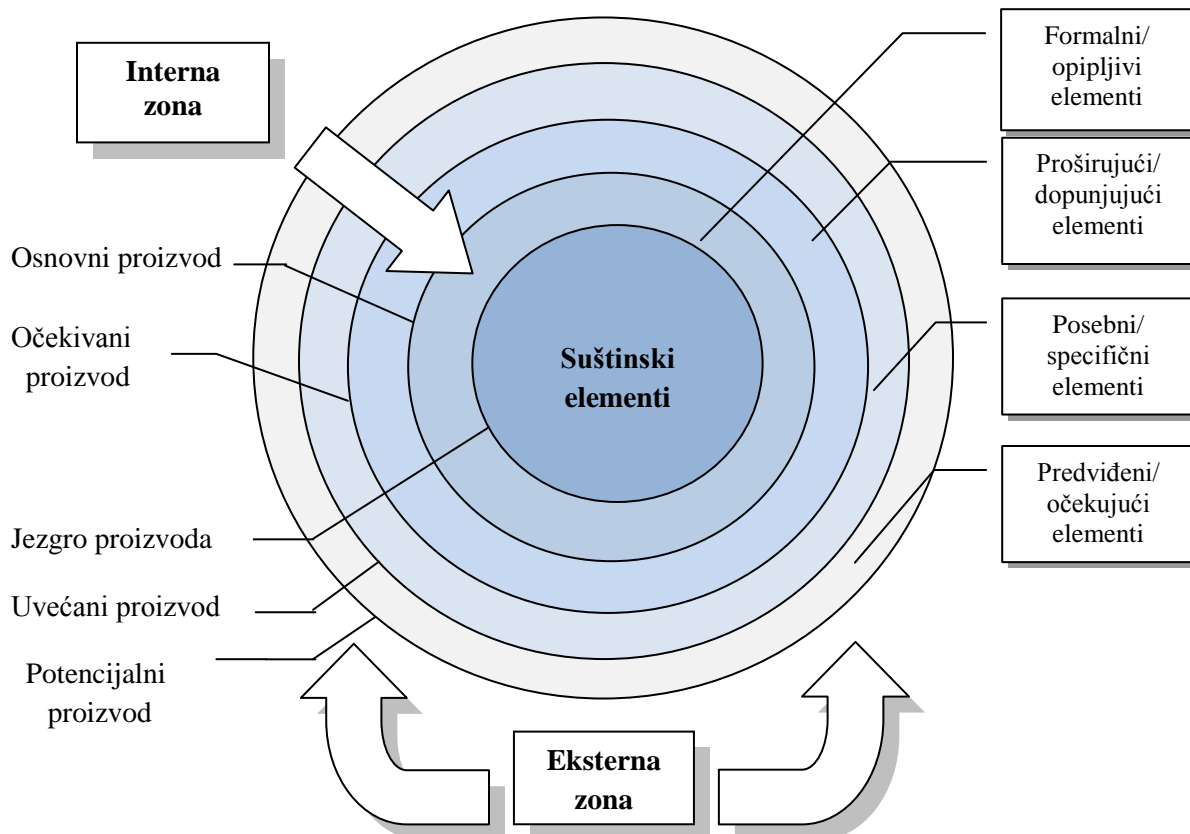 Interna
zona
Formalni/
opipljivi
elementi
Proširujući/
dopunjujući
elementi
Osnovni proizvod
Očekivani
proizvod
Suštinski
elementi
Posebni/
specifični
elementi
Predviđeni/
očekujući
elementi
Jezgro proizvoda
Uvećani proizvod
Potencijalni
proizvod
Eksterna
zona